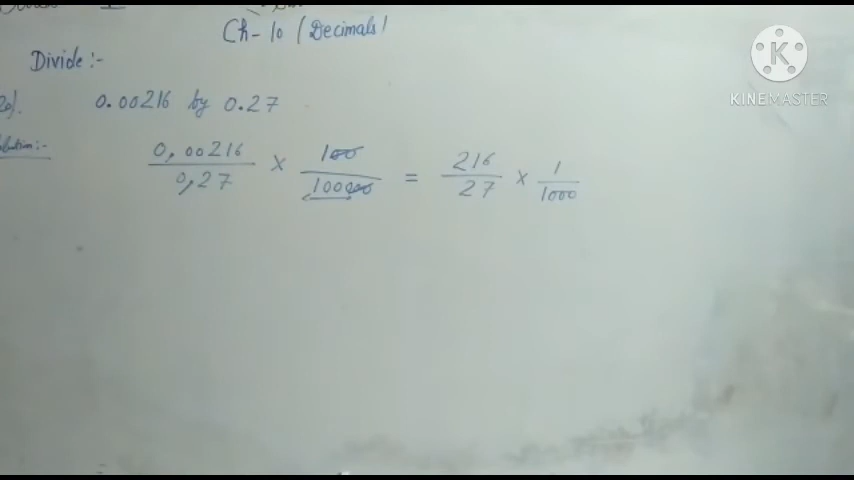 Ch-10 (Decimals)
Divide:-
0.00216 by 0.27
0,00216 / 0,27 × 100 / 100000 = 216 / 27 × 1 / 1000
K
KINEMASTER